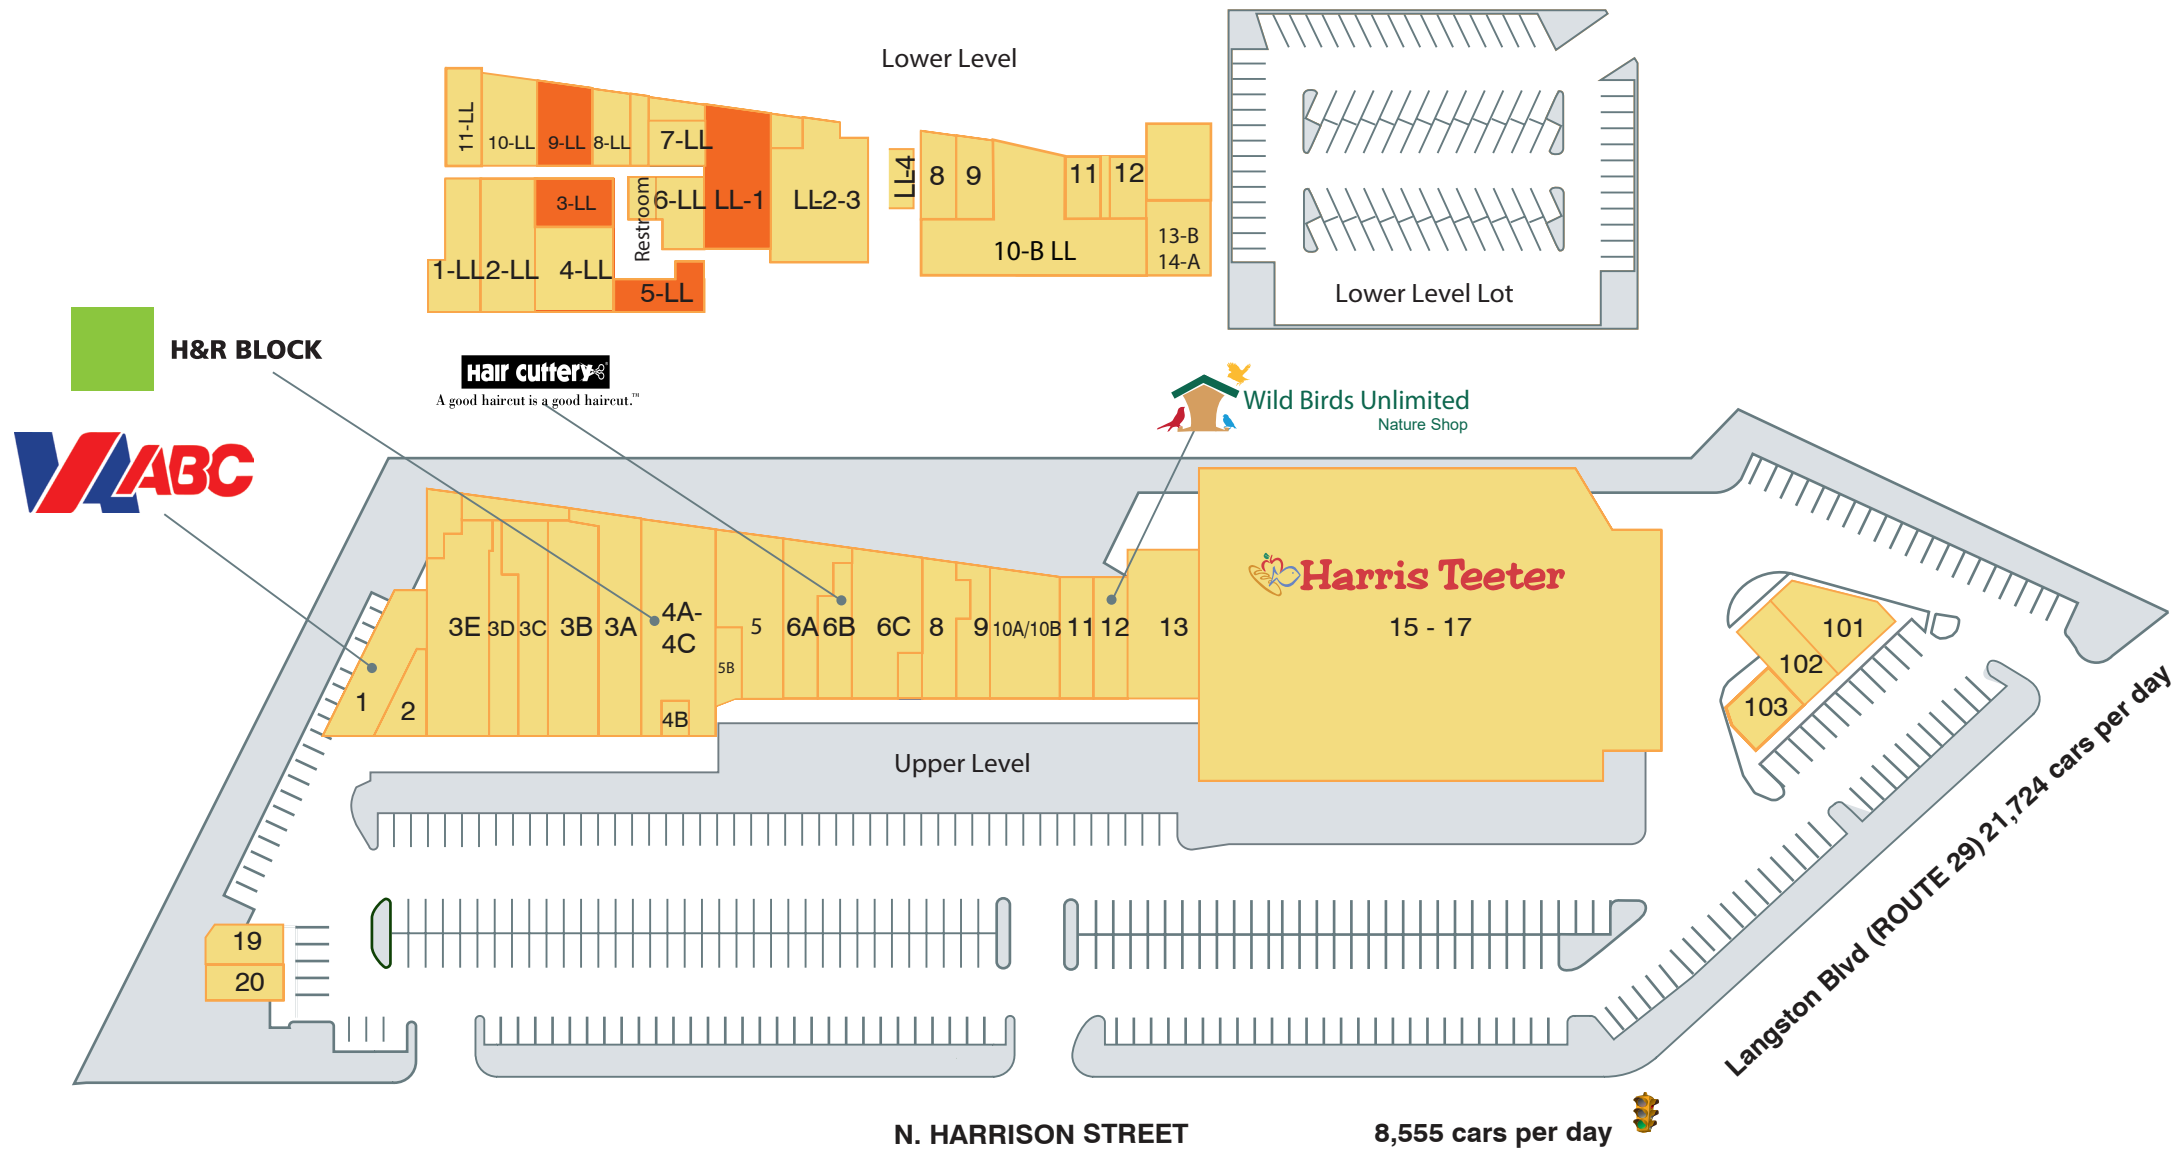 Lower Level
11-LL
10-LL
9-LL
8-LL
7-LL
Restroom
6-LL
LL-1
LL-2-3
LL-4
8
9
11
12
3-LL
1-LL
2-LL
4-LL
5-LL
10-B LL
13-B
14-A
Lower Level Lot
H&R BLOCK
Hair Cuttery
A good haircut is a good haircut.™
Wild Birds Unlimited
Nature Shop
VA ABC
Harris Teeter
1
2
3E
3D
3C
3B
3A
4A-
4C
4B
5
5B
6A
6B
6C
8
9
10A/10B
11
12
13
15 - 17
101
102
103
Upper Level
19
20
Langston Blvd (ROUTE 29) 21,724 cars per day
N. HARRISON STREET
8,555 cars per day